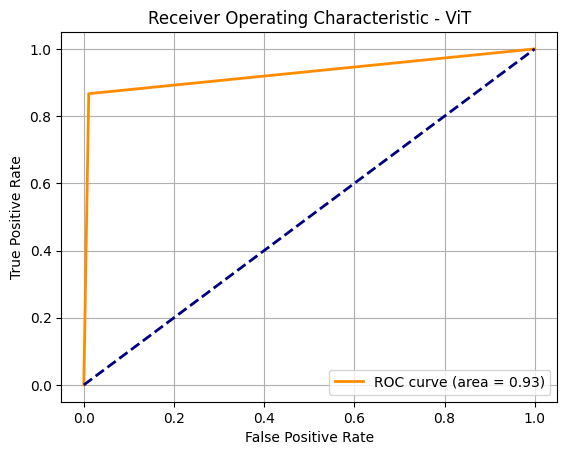 Receiver Operating Characteristic - ViT
True Positive Rate
1.0
0.8
0.6
0.4
0.2
0.0
ROC curve (area = 0.93)
0.0 0.2 0.4 0.6 0.8 1.0
False Positive Rate